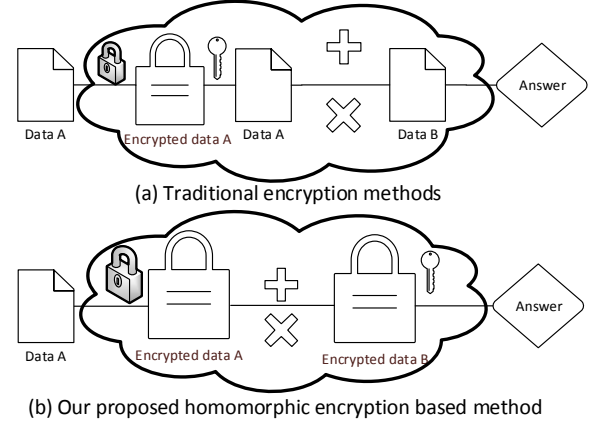 Answer
Data A
Encrypted data A
Data A
Data B
(a) Traditional encryption methods
Answer
Data A
Encrypted data A
Encrypted data B
(b) Our proposed homomorphic encryption based method